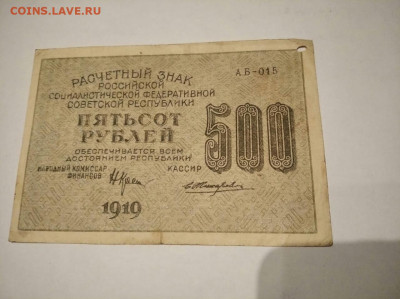 COINS.LAVE.RU
РАСЧЕТНЫЙ ЗНАК
РОССИЙСКОЙ
СОЦИАЛИСТИЧЕСКОЙ ФЕДЕРАТИВНОЙ
СОВЕТСКОЙ РЕСПУБЛИКИ
АБ-015
ПЯТЬСОТ
РУБЛЕЙ
500
ОБЕСПЕЧИВАЕТСЯ ВСЕМ
ДОСТОЯНИЕМ РЕСПУБЛИКИ
НАРОДНЫЙ КОМИССАР
ФИНАНСОВ
КАССИР
1919